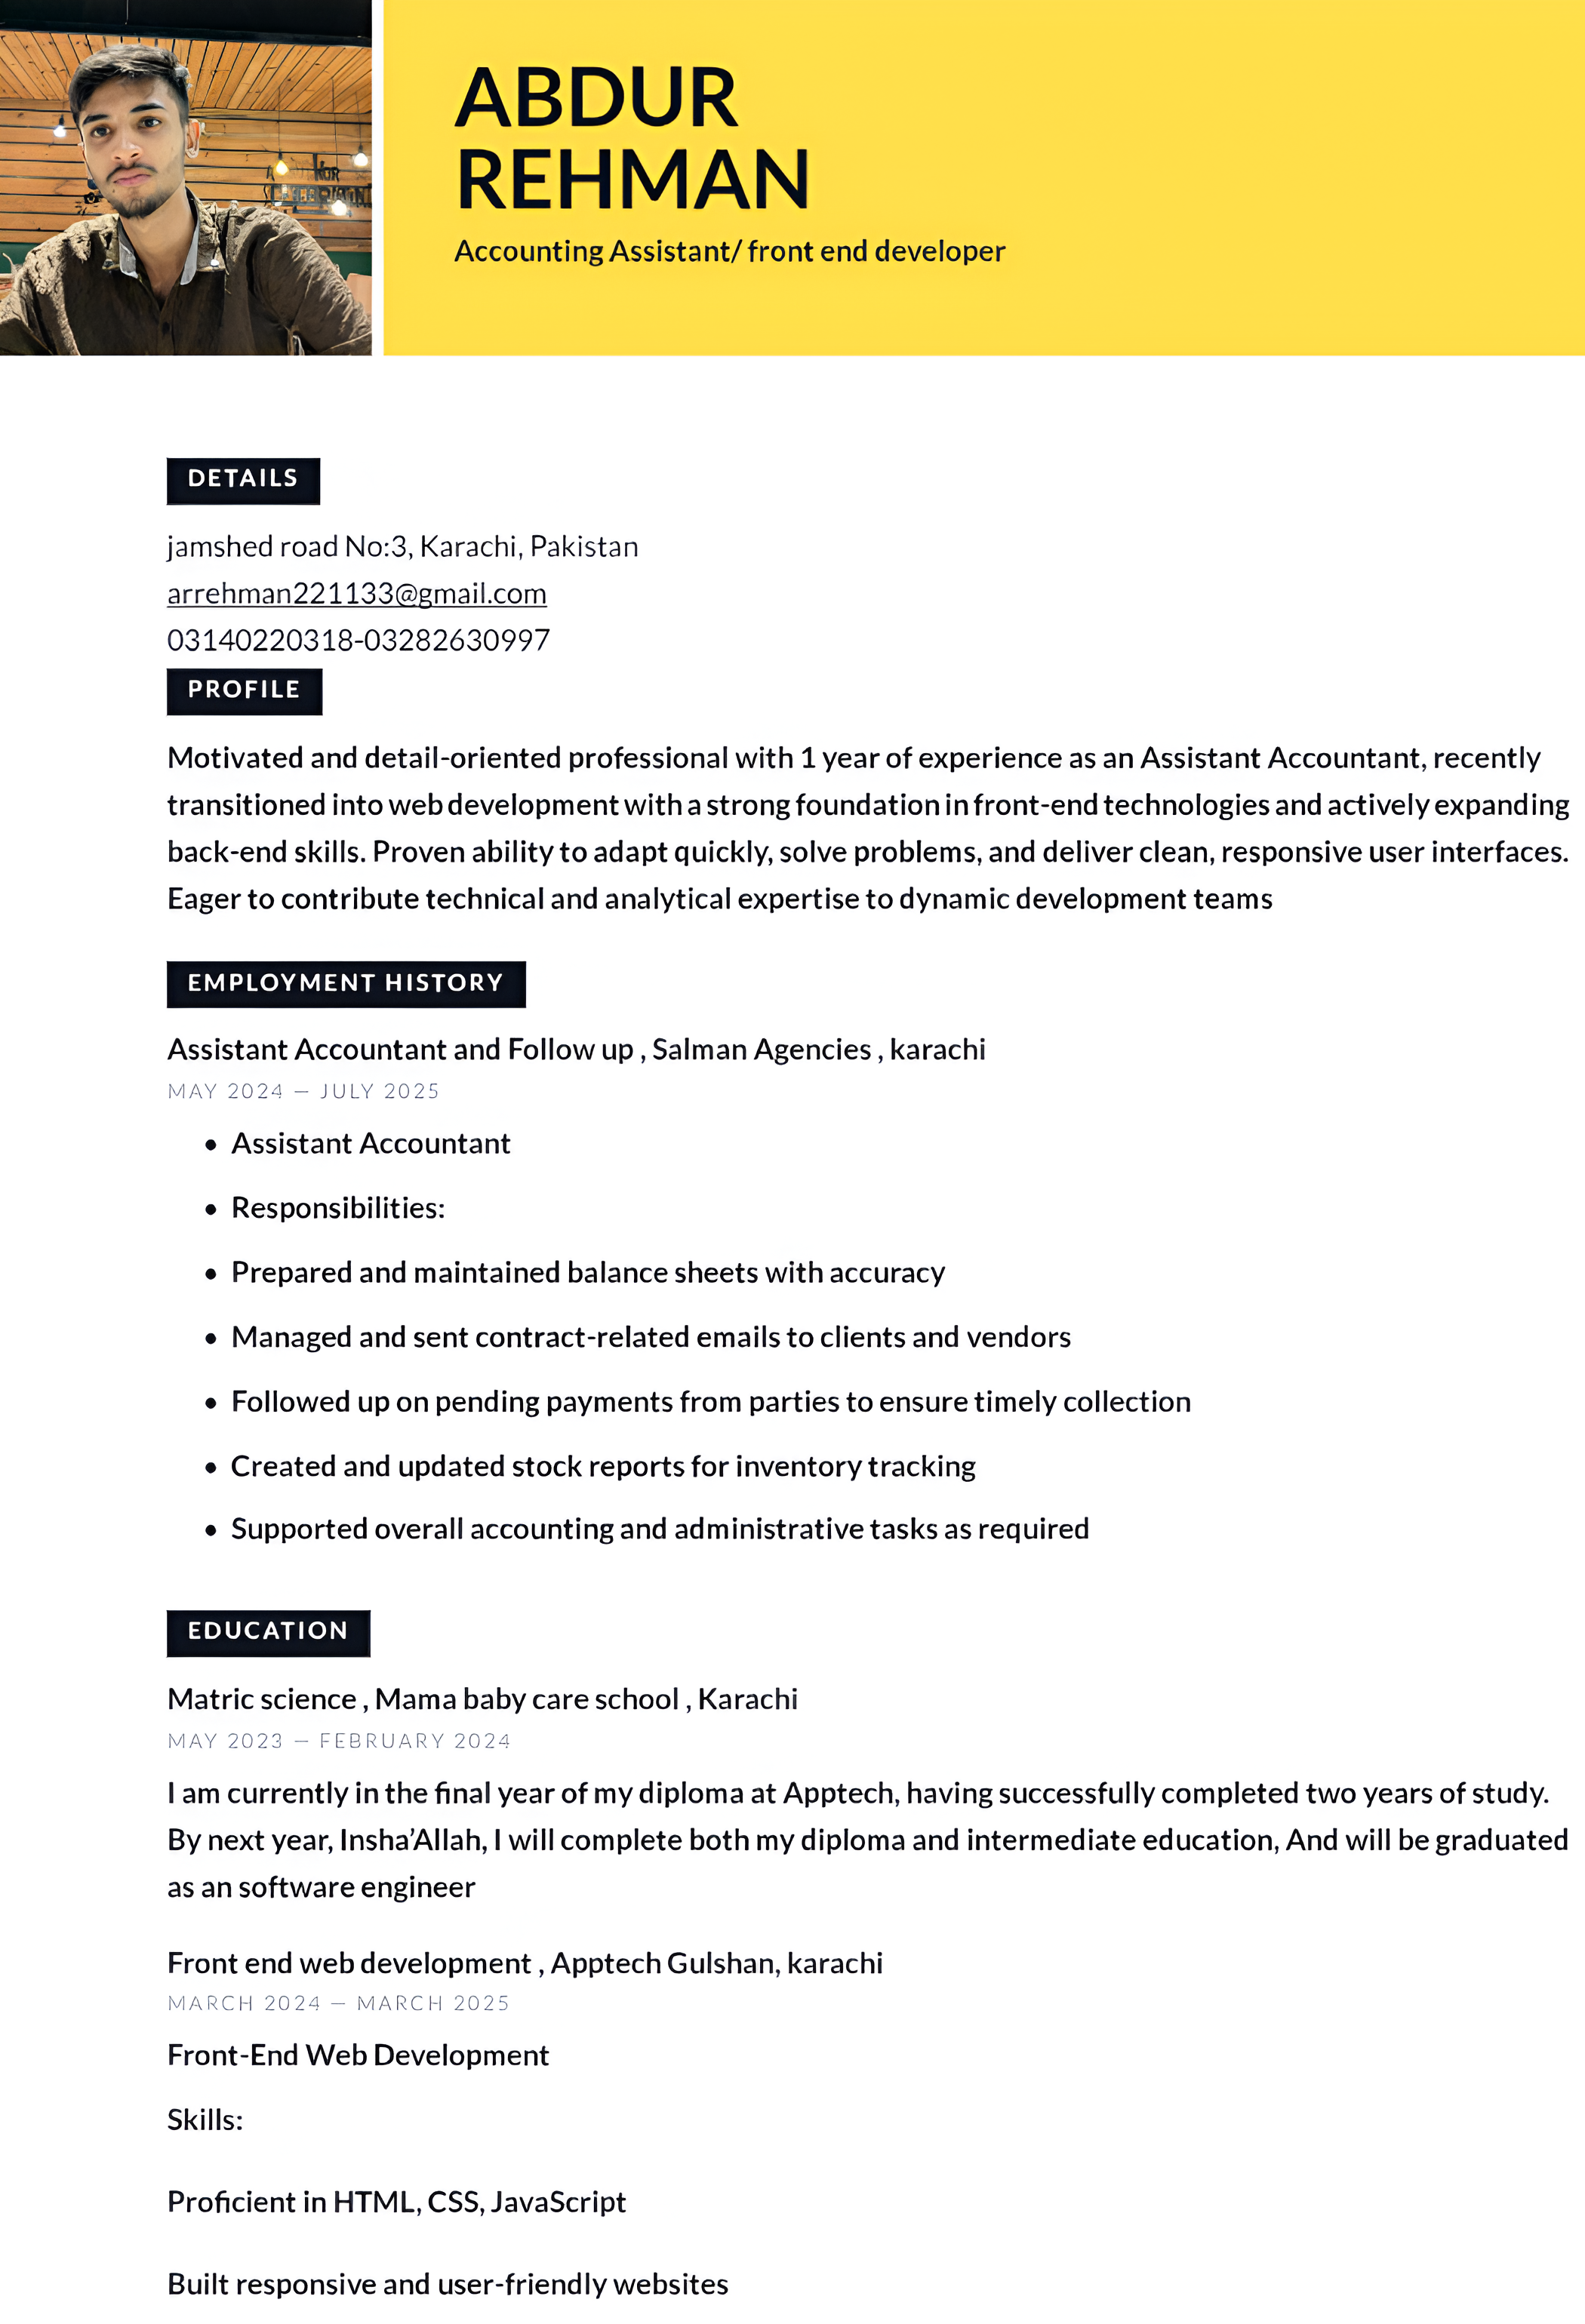 ABDUR
REHMAN
Accounting Assistant/ front end developer
DETAILS
jamshed road No:3, Karachi, Pakistan
arrehman221133@gmail.com
03140220318-03282630997
PROFILE
Motivated and detail-oriented professional with 1 year of experience as an Assistant Accountant, recently
transitioned into web development with a strong foundation in front-end technologies and actively expanding
back-end skills. Proven ability to adapt quickly, solve problems, and deliver clean, responsive user interfaces.
Eager to contribute technical and analytical expertise to dynamic development teams
EMPLOYMENT HISTORY
Assistant Accountant and Follow up , Salman Agencies , karachi
MAY 2024 — JULY 2025
• Assistant Accountant
• Responsibilities:
• Prepared and maintained balance sheets with accuracy
• Managed and sent contract-related emails to clients and vendors
• Followed up on pending payments from parties to ensure timely collection
• Created and updated stock reports for inventory tracking
• Supported overall accounting and administrative tasks as required
EDUCATION
Matric science , Mama baby care school , Karachi
MAY 2023 — FEBRUARY 2024
I am currently in the final year of my diploma at Apptech, having successfully completed two years of study.
By next year, Insha’Allah, I will complete both my diploma and intermediate education, And will be graduated
as an software engineer
Front end web development , Apptech Gulshan, karachi
MARCH 2024 — MARCH 2025
Front-End Web Development
Skills:
Proficient in HTML, CSS, JavaScript
Built responsive and user-friendly websites